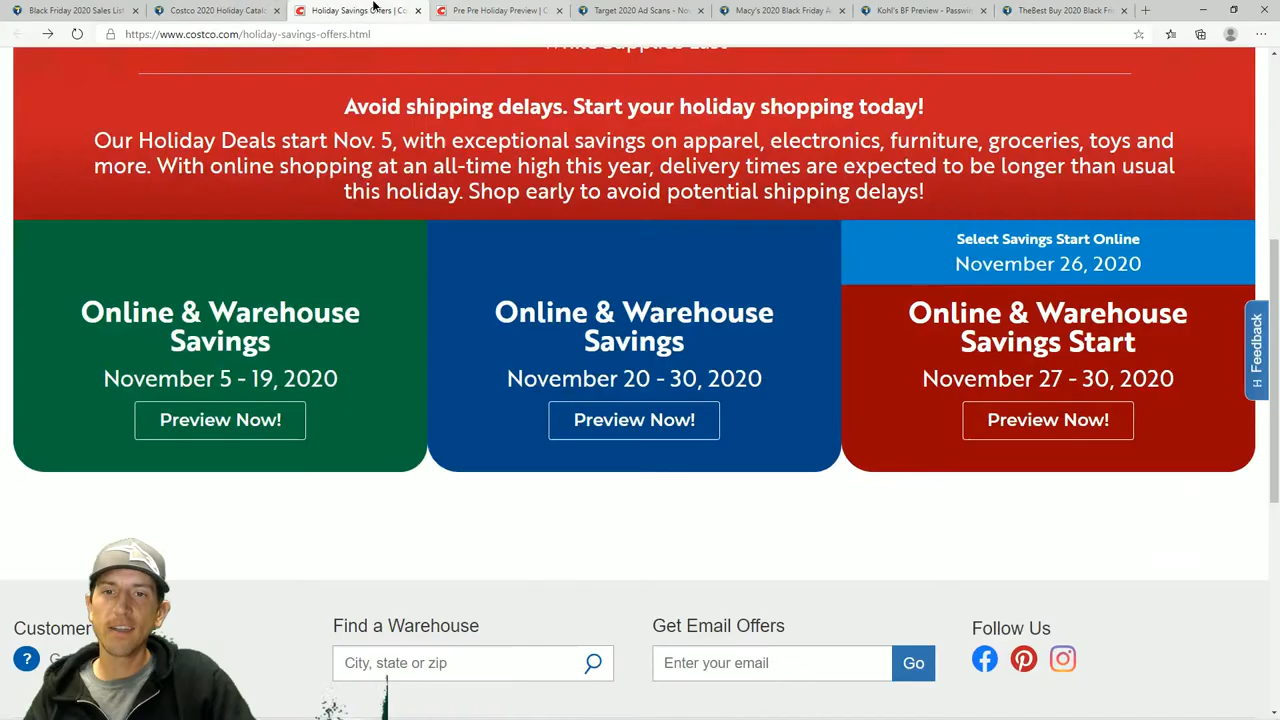 Black Friday 2020 Sales List
Costco 2020 Holiday Catal
Holiday Savings Offers | Co
Pre Pre Holiday Preview | C
Target 2020 Ad Scans - No
Macy's 2020 Black Friday A
Kohl's BF Preview - Passwo
TheBest Buy 2020 Black Fri
https://www.costco.com/holiday-savings-offers.html
While Supplies Last
Avoid shipping delays. Start your holiday shopping today!
Our Holiday Deals start Nov. 5, with exceptional savings on apparel, electronics, furniture, groceries, toys and
more. With online shopping at an all-time high this year, delivery times are expected to be longer than usual
this holiday. Shop early to avoid potential shipping delays!
Online & Warehouse
Savings
November 5 - 19, 2020
Preview Now!
Online & Warehouse
Savings
November 20 - 30, 2020
Preview Now!
Select Savings Start Online
November 26, 2020
Online & Warehouse
Savings Start
November 27 - 30, 2020
Preview Now!
Feedback
Customer
?
Find a Warehouse
City, state or zip
Get Email Offers
Enter your email
Go
Follow Us